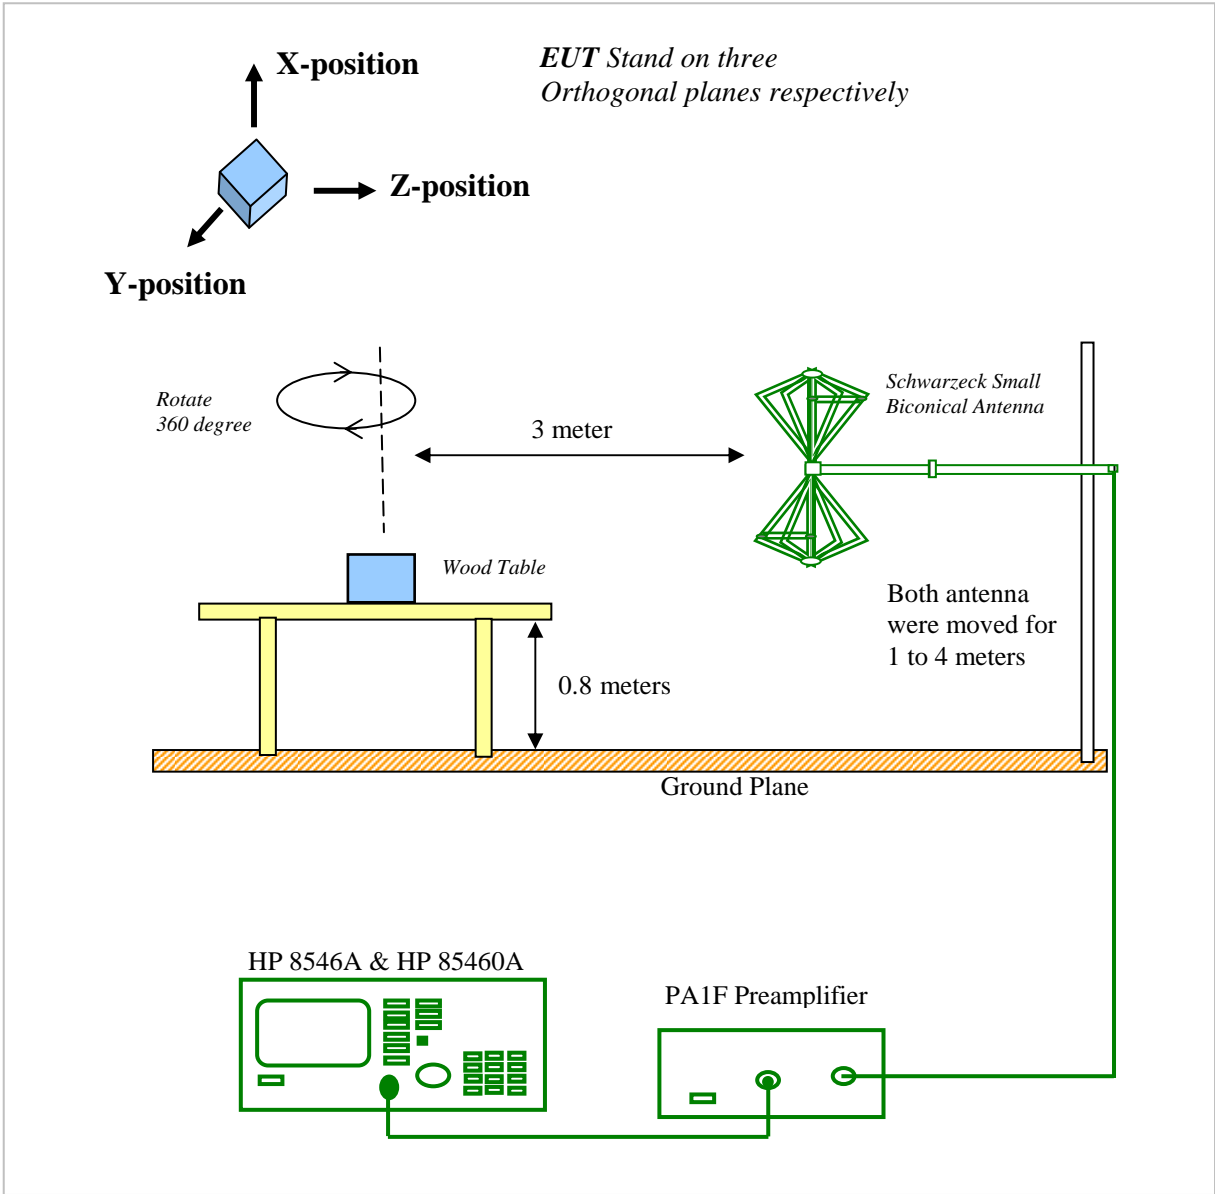 X-position
EUT Stand on three
Orthogonal planes respectively
Z-position
Y-position
Rotate
360 degree
3 meter
Schwarzeck Small
Biconical Antenna
Wood Table
Both antenna
were moved for
1 to 4 meters
0.8 meters
Ground Plane
HP 8546A & HP 85460A
PA1F Preamplifier